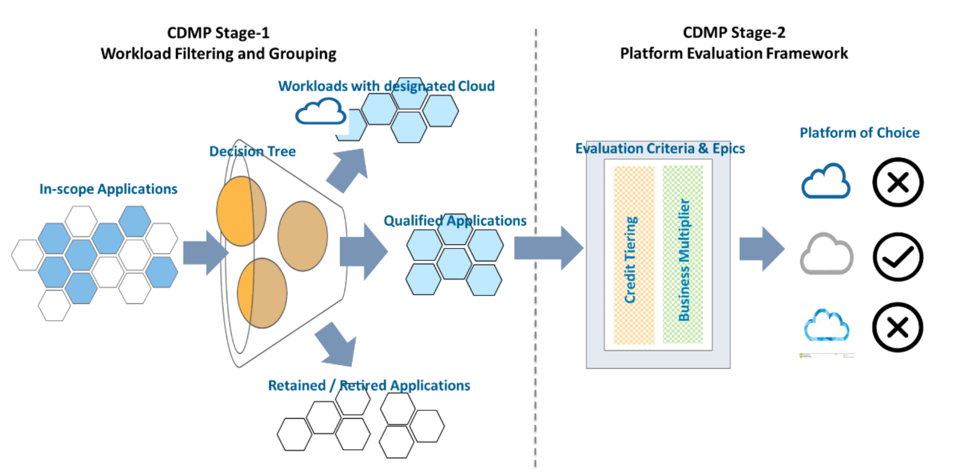 CDMP Stage-1
Workload Filtering and Grouping
CDMP Stage-2
Platform Evaluation Framework
Workloads with designated Cloud
Decision Tree
In-scope Applications
Qualified Applications
Retained / Retired Applications
Evaluation Criteria & Epics
Credit Tiering
Business Multiplier
Platform of Choice